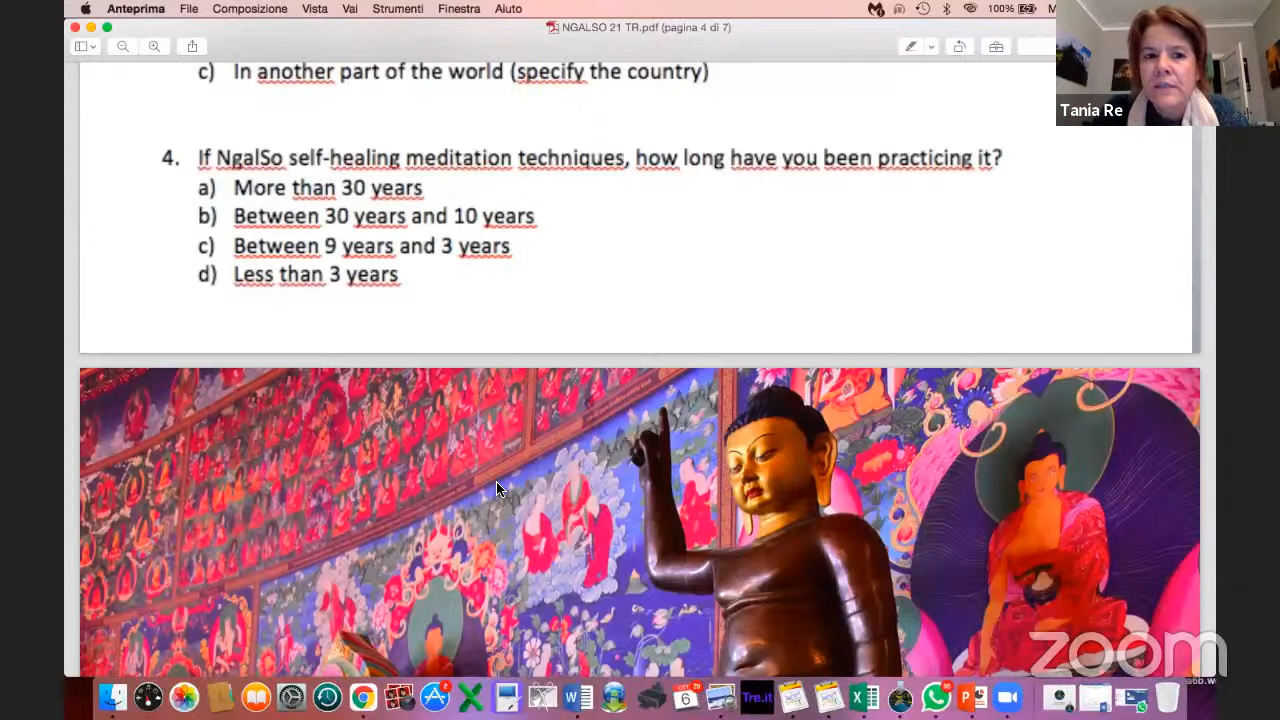 Anteprima File Composizione Vista Vai Strumenti Finestra Aiuto 100%
NGALSO 21 TR.pdf (pagina 4 di 7)
Tania Re
c) In another part of the world (specify the country)
4. If NgalSo self-healing meditation techniques, how long have you been practicing it?
a) More than 30 years
b) Between 30 years and 10 years
c) Between 9 years and 3 years
d) Less than 3 years
zoom
Tre.it